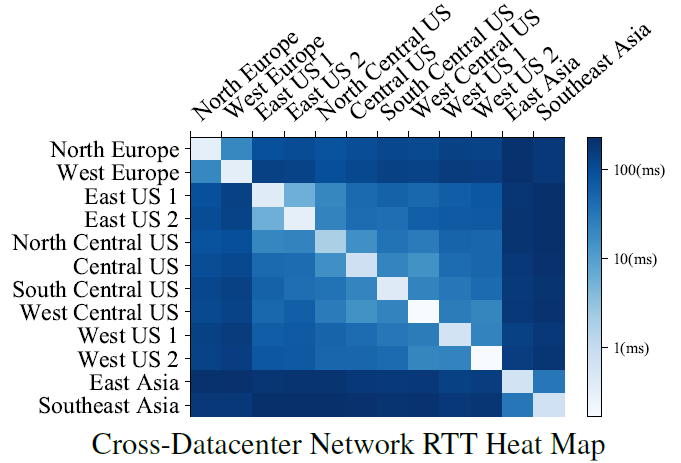 North Europe
West Europe
East US 1
East US 2
North Central US
Central US
South Central US
West Central US
West US 1
West US 2
East Asia
Southeast Asia
North Europe
West Europe
East US 1
East US 2
North Central US
Central US
South Central US
West Central US
West US 1
West US 2
East Asia
Southeast Asia
100(ms)
10(ms)
1(ms)
Cross-Datacenter Network RTT Heat Map